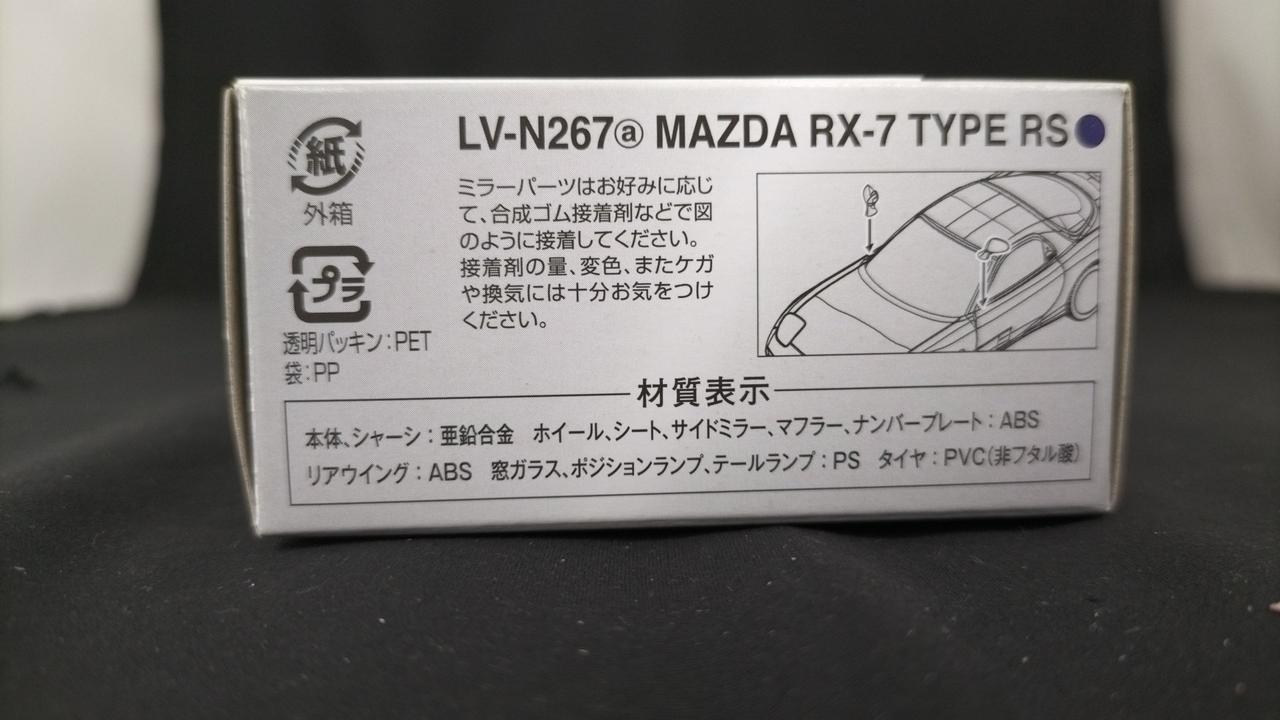 LV-N267ⓐ MAZDA RX-7 TYPE RS
紙
外箱
プラ
透明パッキン:PET
袋:PP
ミラーパーツはお好みに応じ
て、合成ゴム接着剤などで図
のように接着してください。
接着剤の量、変色、またケガ
や換気には十分お気をつけ
ください。
材質表示
本体、シャーシ:亜鉛合金 ホイール、シート、サイドミラー、マフラー、ナンバープレート:ABS
リアウイング:ABS 窓ガラス、ポジションランプ、テールランプ:PS タイヤ:PVC(非フタル酸)